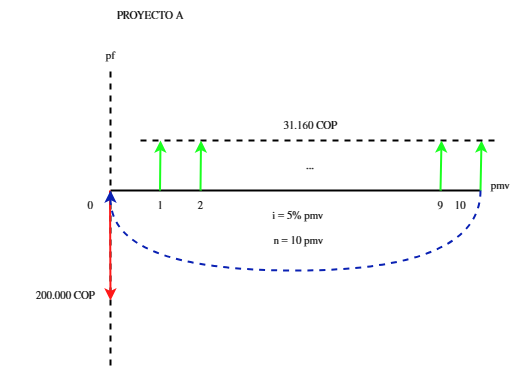 PROYECTO A
pf
31.160 COP
...
pmv
0
1
2
9
10
i = 5% pmv
n = 10 pmv
200.000 COP